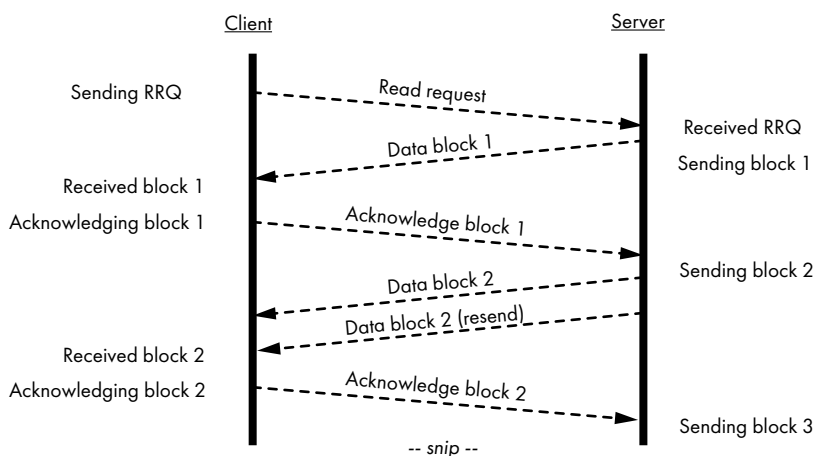 Client
Server
Sending RRQ
Read request
Received RRQ
Data block 1
Sending block 1
Received block 1
Acknowledging block 1
Acknowledge block 1
Sending block 2
Data block 2
Data block 2 (resend)
Received block 2
Acknowledging block 2
Acknowledge block 2
Sending block 3
-- snip --